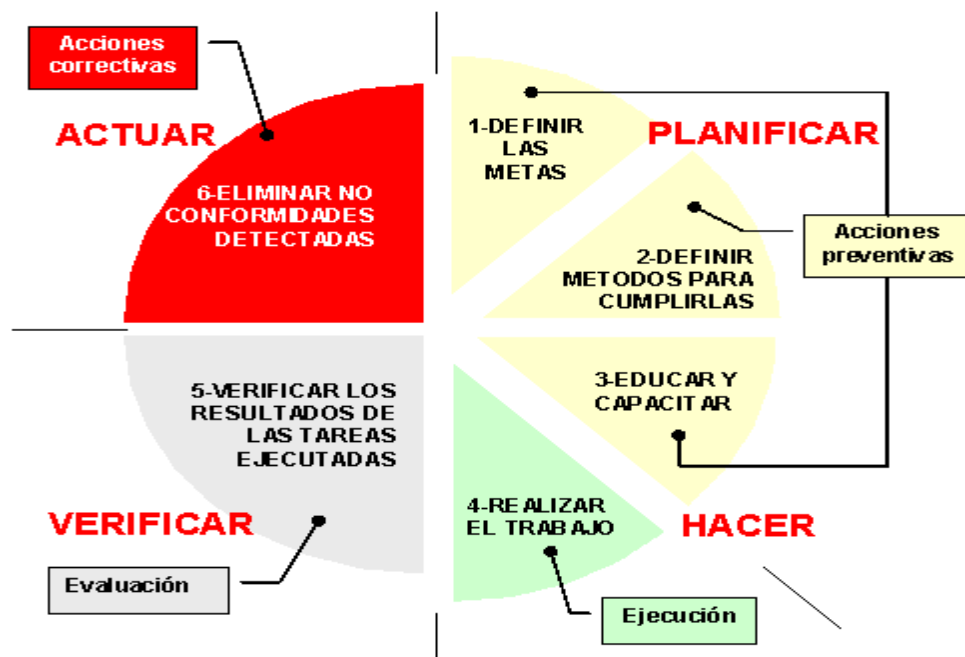 Acciones
correctivas
ACTUAR
6-ELIMINAR NO
CONFORMIDADES
DETECTADAS
1-DEFINIR
LAS
METAS
PLANIFICAR
2-DEFINIR
METODOS PARA
CUMPLIRLAS
Acciones
preventivas
3-EDUCAR Y
CAPACITAR
HACER
4-REALIZAR
EL TRABAJO
Ejecución
5-VERIFICAR LOS
RESULTADOS DE
LAS TAREAS
EJECUTADAS
VERIFICAR
Evaluación